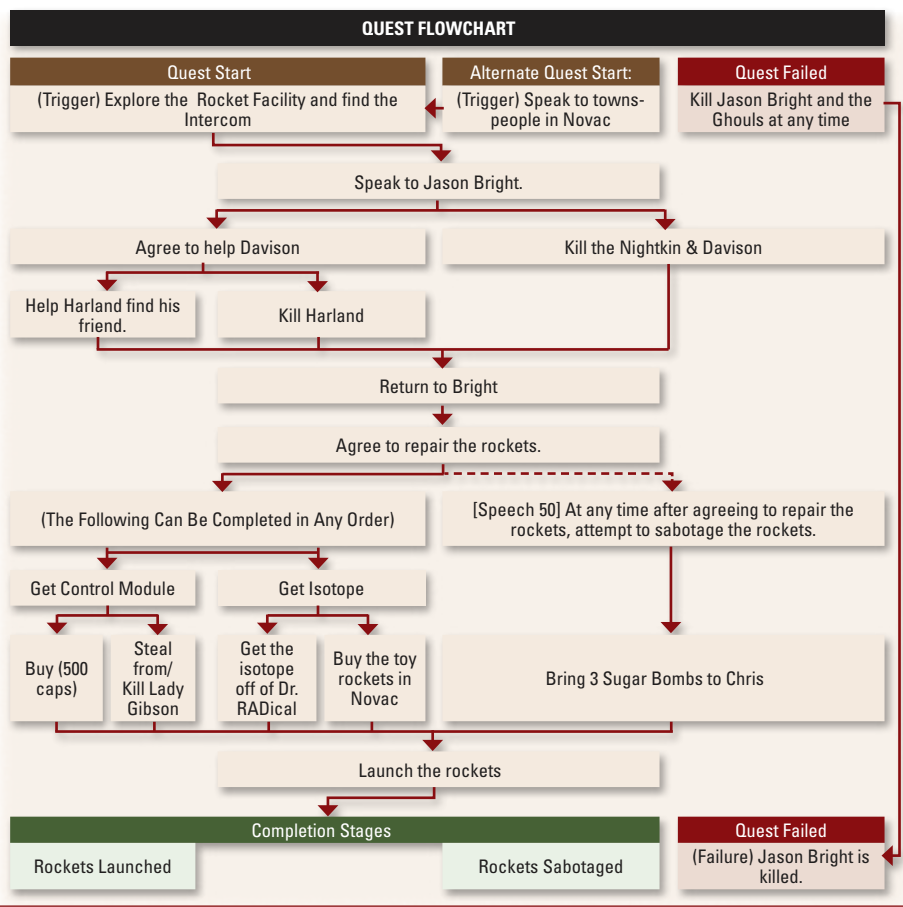 QUEST FLOWCHART
Quest Start
(Trigger) Explore the Rocket Facility and find the
Intercom
Alternate Quest Start:
(Trigger) Speak to towns-
people in Novac
Quest Failed
Kill Jason Bright and the
Ghouls at any time
Speak to Jason Bright.
Agree to help Davison
Kill the Nightkin & Davison
Help Harland find his
friend.
Kill Harland
Return to Bright
Agree to repair the rockets.
(The Following Can Be Completed in Any Order)
[Speech 50] At any time after agreeing to repair the
rockets, attempt to sabotage the rockets.
Get Control Module
Get Isotope
Buy (500
caps)
Steal
from/
Kill Lady
Gibson
Get the
isotope
off of Dr.
RADical
Buy the toy
rockets in
Novac
Bring 3 Sugar Bombs to Chris
Launch the rockets
Completion Stages
Rockets Launched
Rockets Sabotaged
Quest Failed
(Failure) Jason Bright is
killed.